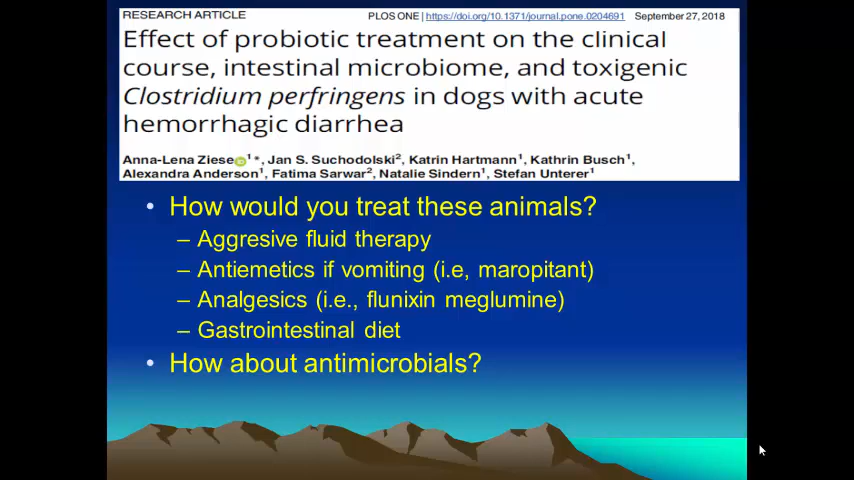 RESEARCH ARTICLE
PLOS ONE | https://doi.org/10.1371/journal.pone.0204691 September 27, 2018
Effect of probiotic treatment on the clinical
course, intestinal microbiome, and toxigenic
Clostridium perfringens in dogs with acute
hemorrhagic diarrhea
Anna-Lena Ziese iD 1*, Jan S. Suchodolski2, Katrin Hartmann1, Kathrin Busch1,
Alexandra Anderson1, Fatima Sarwar2, Natalie Sindern1, Stefan Unterer1
• How would you treat these animals?
– Aggresive fluid therapy
– Antiemetics if vomiting (i.e, maropitant)
– Analgesics (i.e., flunixin meglumine)
– Gastrointestinal diet
• How about antimicrobials?